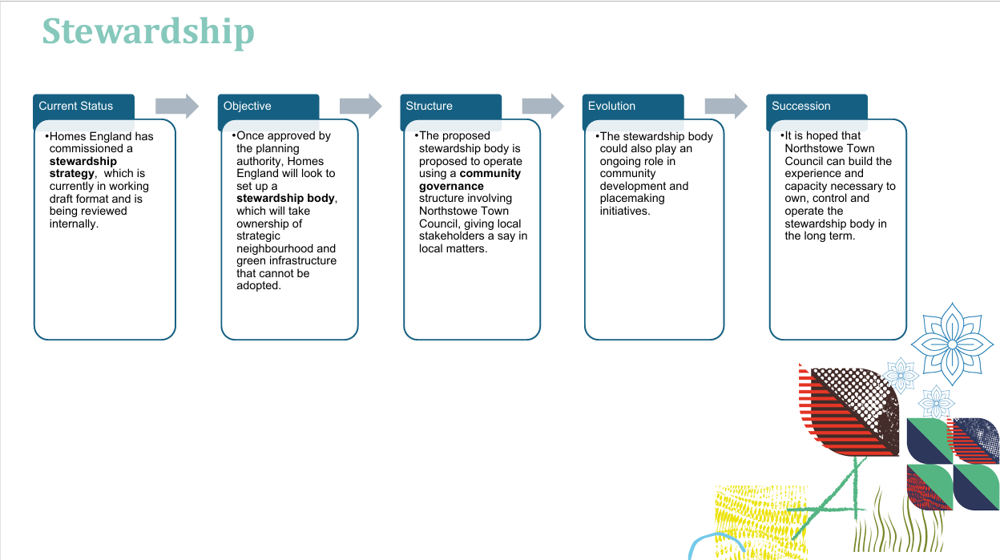 Stewardship
Current Status
•Homes England has
commissioned a
stewardship
strategy,  which is
currently in working
draft format and is
being reviewed
internally.
Objective
•Once approved by
the planning
authority, Homes
England will look to
set up a
stewardship body,
which will take
ownership of
strategic
neighbourhood and
green infrastructure
that cannot be
adopted.
Structure
•The proposed
stewardship body is
proposed to operate
using a community
governance
structure involving
Northstowe Town
Council, giving local
stakeholders a say in
local matters.
Evolution
•The stewardship body
could also play an
ongoing role in
community
development and
placemaking
initiatives.
Succession
•It is hoped that
Northstowe Town
Council can build the
experience and
capacity necessary to
own, control and
operate the
stewardship body in
the long term.